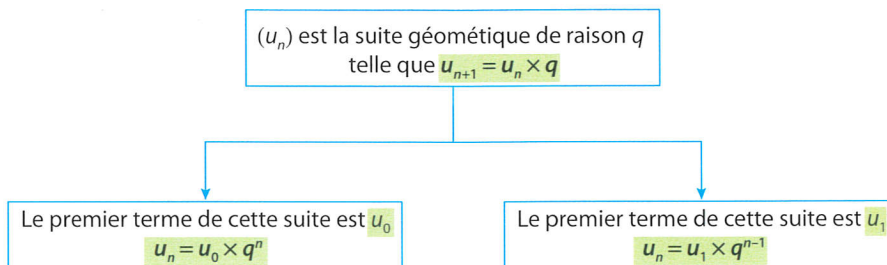 (uₙ) est la suite géométique de raison q
telle que uₙ₊₁ = uₙ × q
Le premier terme de cette suite est u₀
uₙ = u₀ × qⁿ
Le premier terme de cette suite est u₁
uₙ = u₁ × qⁿ⁻¹